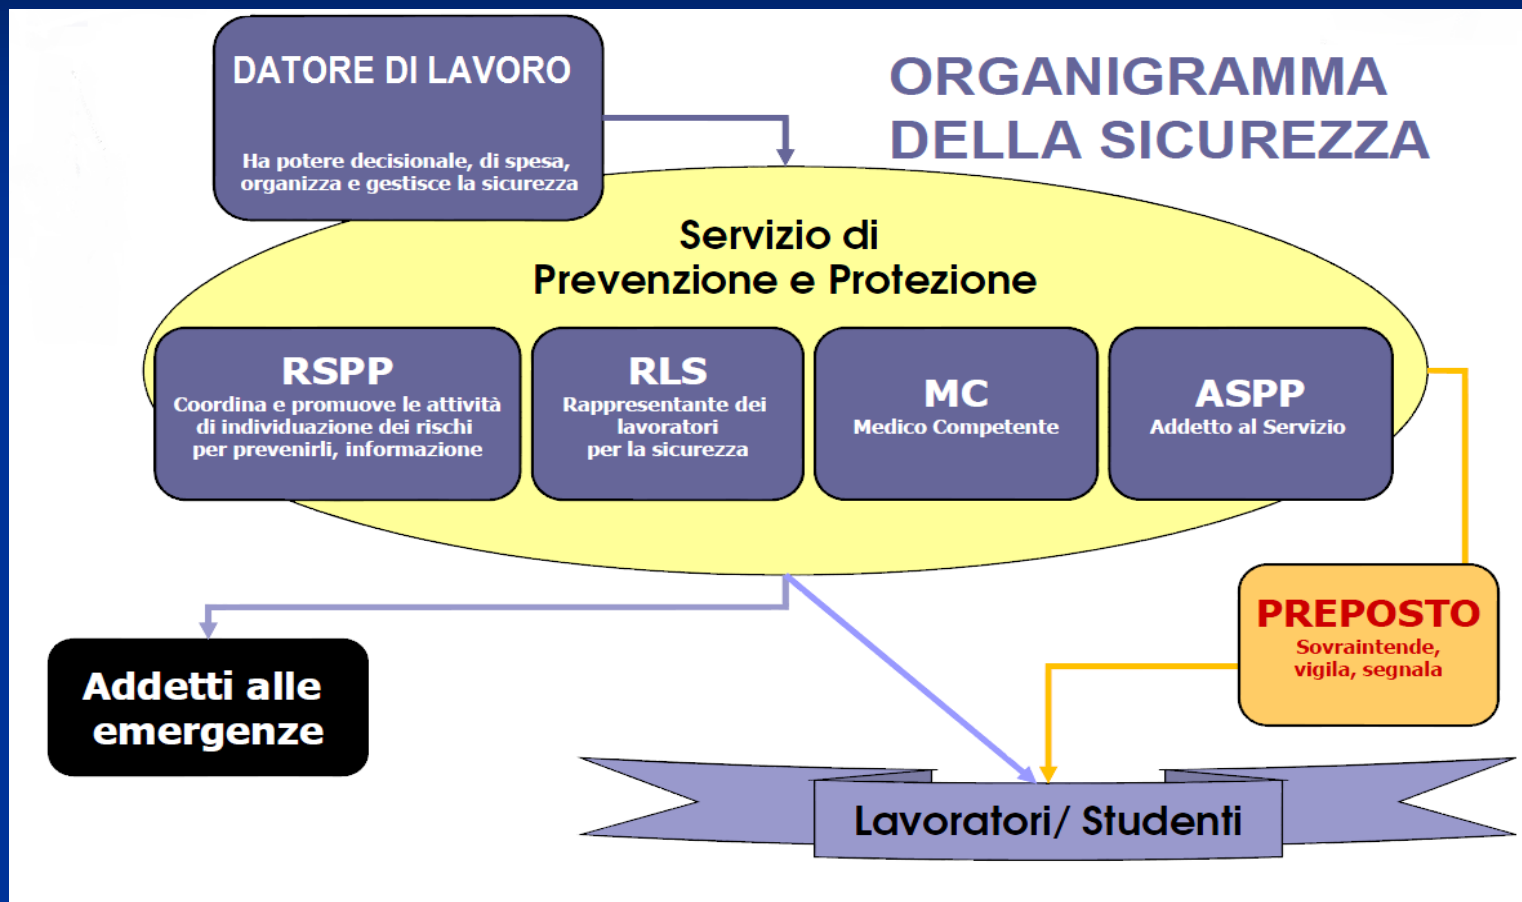 DATORE DI LAVORO
Ha potere decisionale, di spesa,
organizza e gestisce la sicurezza
ORGANIGRAMMA
DELLA SICUREZZA
Servizio di
Prevenzione e Protezione
RSPP
Coordina e promuove le attività
di individuazione dei rischi
per prevenirli, informazione
RLS
Rappresentante dei
lavoratori
per la sicurezza
MC
Medico Competente
ASPP
Addetto al Servizio
PREPOSTO
Sovraintende,
vigila, segnala
Addetti alle
emergenze
Lavoratori/ Studenti